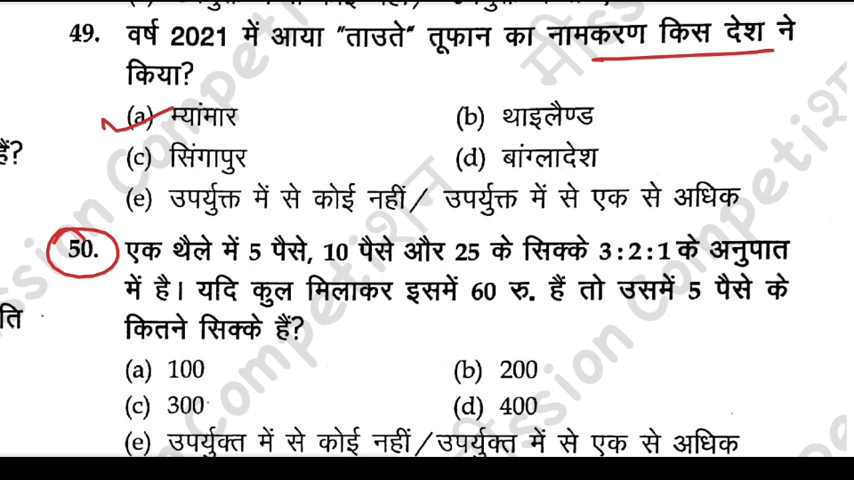 49. वर्ष 2021 में आया "ताउते" तूफान का नामकरण किस देश ने
किया?
(a) म्यांमार (b) थाइलैण्ड
(c) सिंगापुर (d) बांग्लादेश
हैं?
(e) उपर्युक्त में से कोई नहीं/ उपर्युक्त में से एक से अधिक
50. एक थैले में 5 पैसे, 10 पैसे और 25 के सिक्के 3:2:1 के अनुपात
में है। यदि कुल मिलाकर इसमें 60 रु. हैं तो उसमें 5 पैसे के
ति
कितने सिक्के हैं?
(a) 100 (b) 200
(c) 300 (d) 400
(e) उपर्युक्त में से कोई नहीं/उपर्युक्त में से एक से अधिक